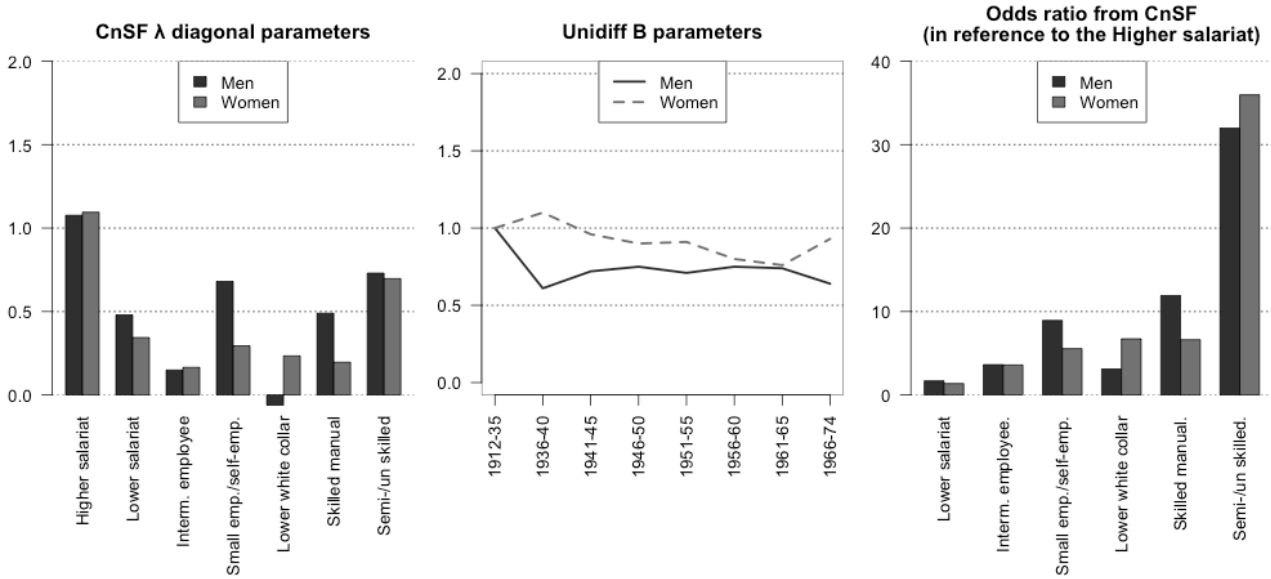 CnSF λ diagonal parameters
2.0
1.5
1.0
0.5
0.0
Men
Women
Higher salariat
Lower salariat
Interm. employee
Small emp./self-emp.
Lower white collar
Skilled manual
Semi-/un skilled
Unidiff B parameters
2.0
1.5
1.0
0.5
0.0
Men
Women
1912-35
1936-40
1941-45
1946-50
1951-55
1956-60
1961-65
1966-74
Odds ratio from CnSF
(in reference to the Higher salariat)
40
30
20
10
0
Men
Women
Lower salariat
Interm. employee.
Small emp./self-emp.
Lower white collar
Skilled manual.
Semi-/un skilled.